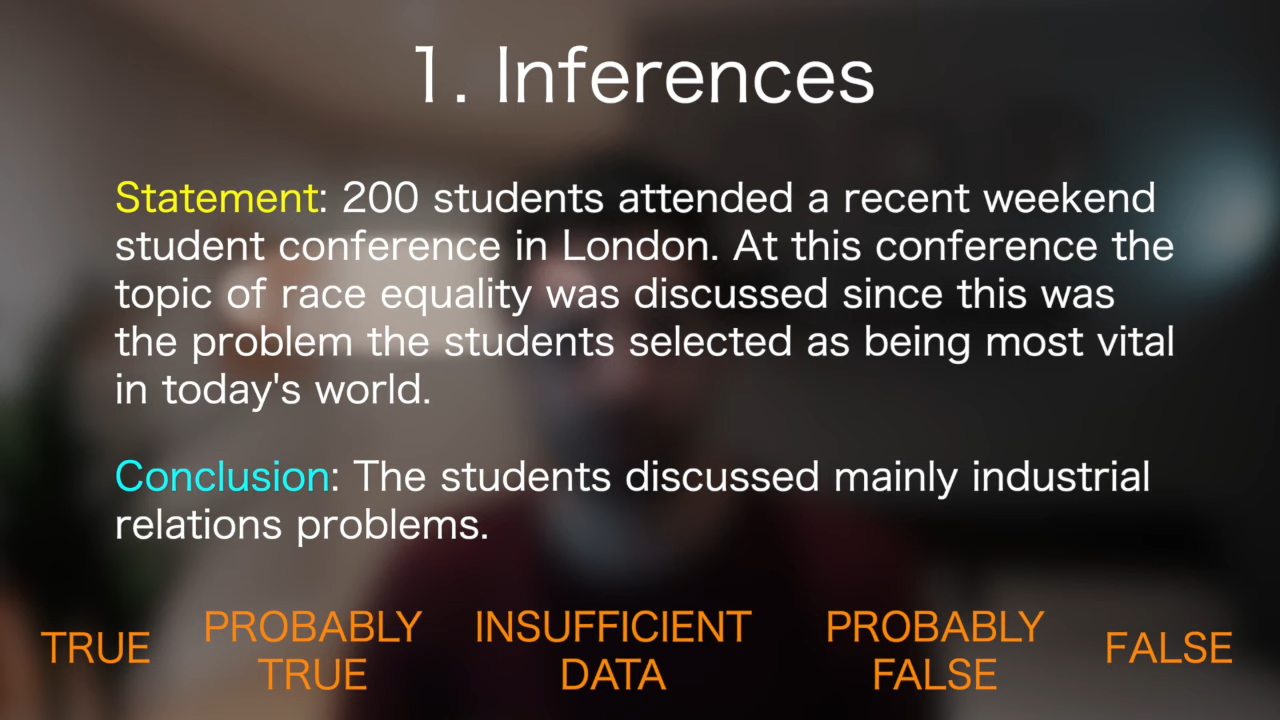 1. Inferences
Statement: 200 students attended a recent weekend
student conference in London. At this conference the
topic of race equality was discussed since this was
the problem the students selected as being most vital
in today's world.
Conclusion: The students discussed mainly industrial
relations problems.
TRUE
PROBABLY TRUE
INSUFFICIENT DATA
PROBABLY FALSE
FALSE